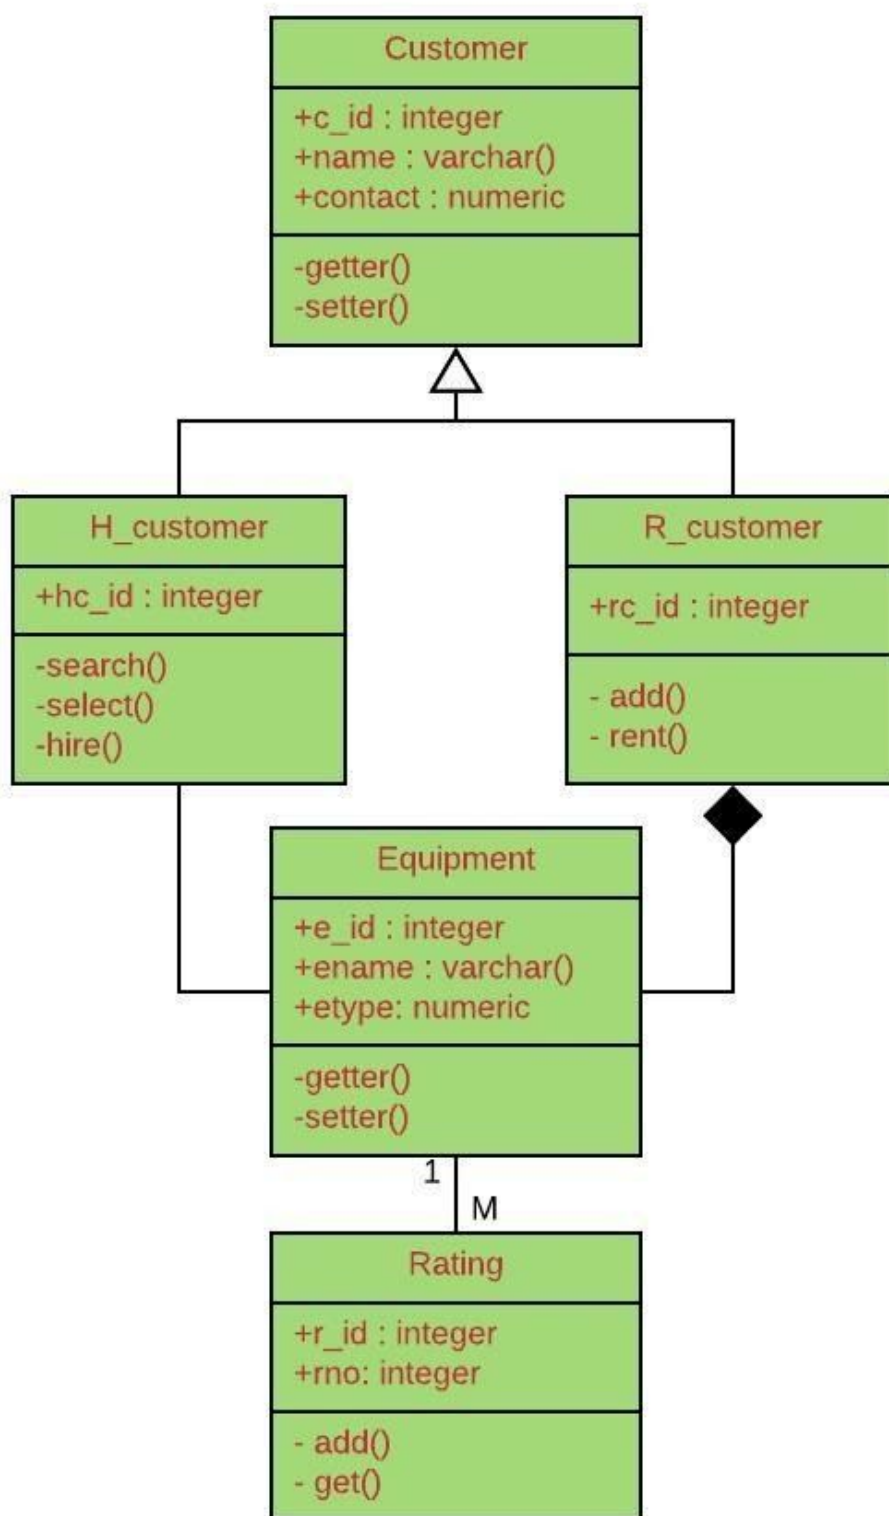 Customer
+c_id : integer
+name : varchar()
+contact : numeric
-getter()
-setter()
H_customer
+hc_id : integer
-search()
-select()
-hire()
R_customer
+rc_id : integer
- add()
- rent()
Equipment
+e_id : integer
+ename : varchar()
+etype: numeric
-getter()
-setter()
1
M
Rating
+r_id : integer
+rno: integer
- add()
- get()